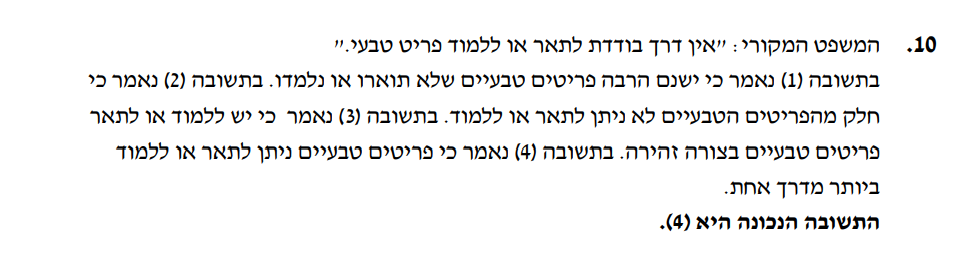 10. המשפט המקורי: "אין דרך בודדת לתאר או ללמוד פריט טבעי."
בתשובה (1) נאמר כי ישנם הרבה פריטים טבעיים שלא תוארו או נלמדו. בתשובה (2) נאמר כי
חלק מהפריטים הטבעיים לא ניתן לתאר או ללמוד. בתשובה (3) נאמר  כי יש ללמוד או לתאר
פריטים טבעיים בצורה זהירה. בתשובה (4) נאמר כי פריטים טבעיים ניתן לתאר או ללמוד
ביותר מדרך אחת.
התשובה הנכונה היא (4).